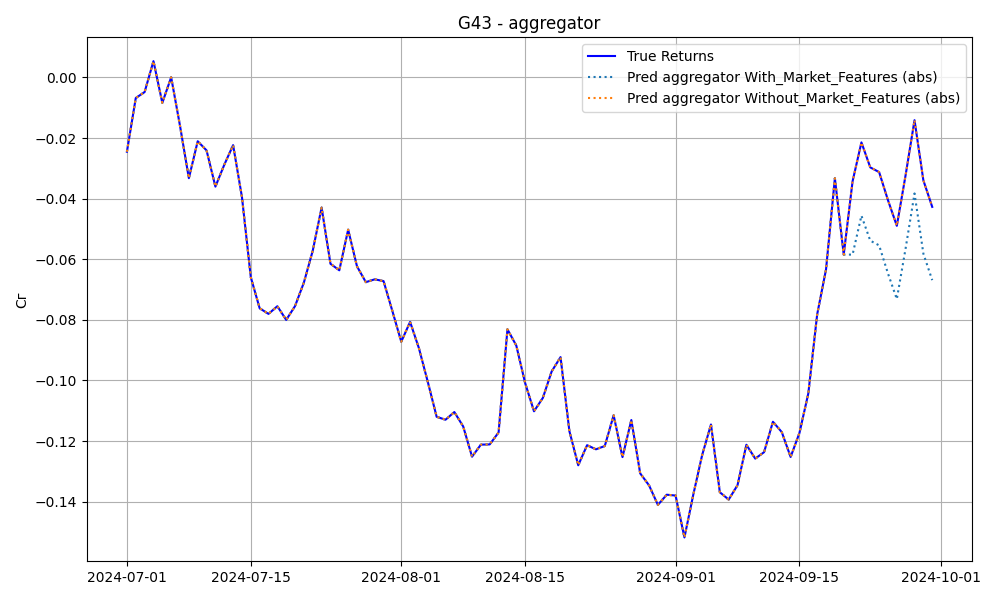 G43 - aggregator
True Returns
Pred aggregator With_Market_Features (abs)
Pred aggregator Without_Market_Features (abs)
Cr
0.00
−0.02
−0.04
−0.06
−0.08
−0.10
−0.12
−0.14
2024-07-01 2024-07-15 2024-08-01 2024-08-15 2024-09-01 2024-09-15 2024-10-01